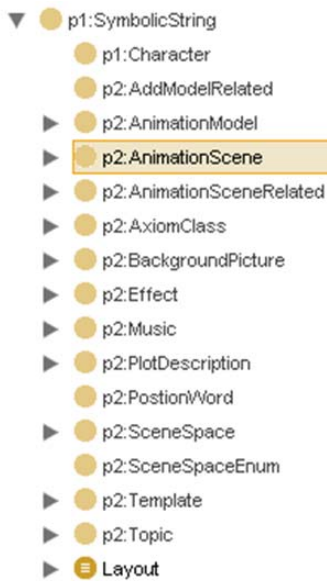 p1:SymbolicString
p1:Character
p2:AddModelRelated
p2:AnimationModel
p2:AnimationScene
p2:AnimationSceneRelated
p2:AxiomClass
p2:BackgroundPicture
p2:Effect
p2:Music
p2:PlotDescription
p2:PostionWord
p2:SceneSpace
p2:SceneSpaceEnum
p2:Template
p2:Topic
Layout